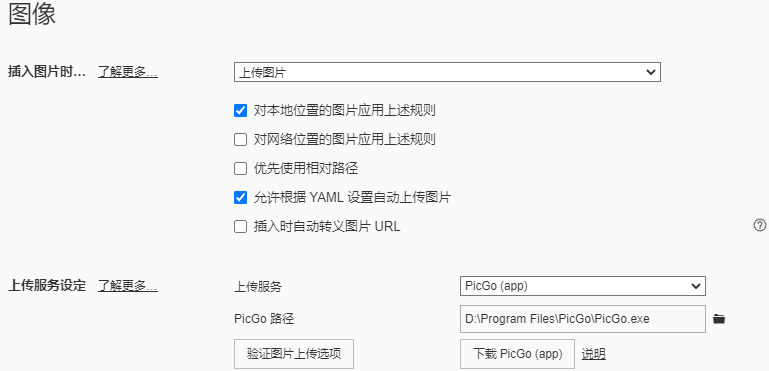 图像
插入图片时... 了解更多... 上传图片
对本地位置的图片应用上述规则
对网络位置的图片应用上述规则
优先使用相对路径
允许根据 YAML 设置自动上传图片
插入时自动转义图片 URL
上传服务设定 了解更多... 上传服务 PicGo (app)
PicGo 路径 D:\Program Files\PicGo\PicGo.exe
验证图片上传选项 下载 PicGo (app) 说明